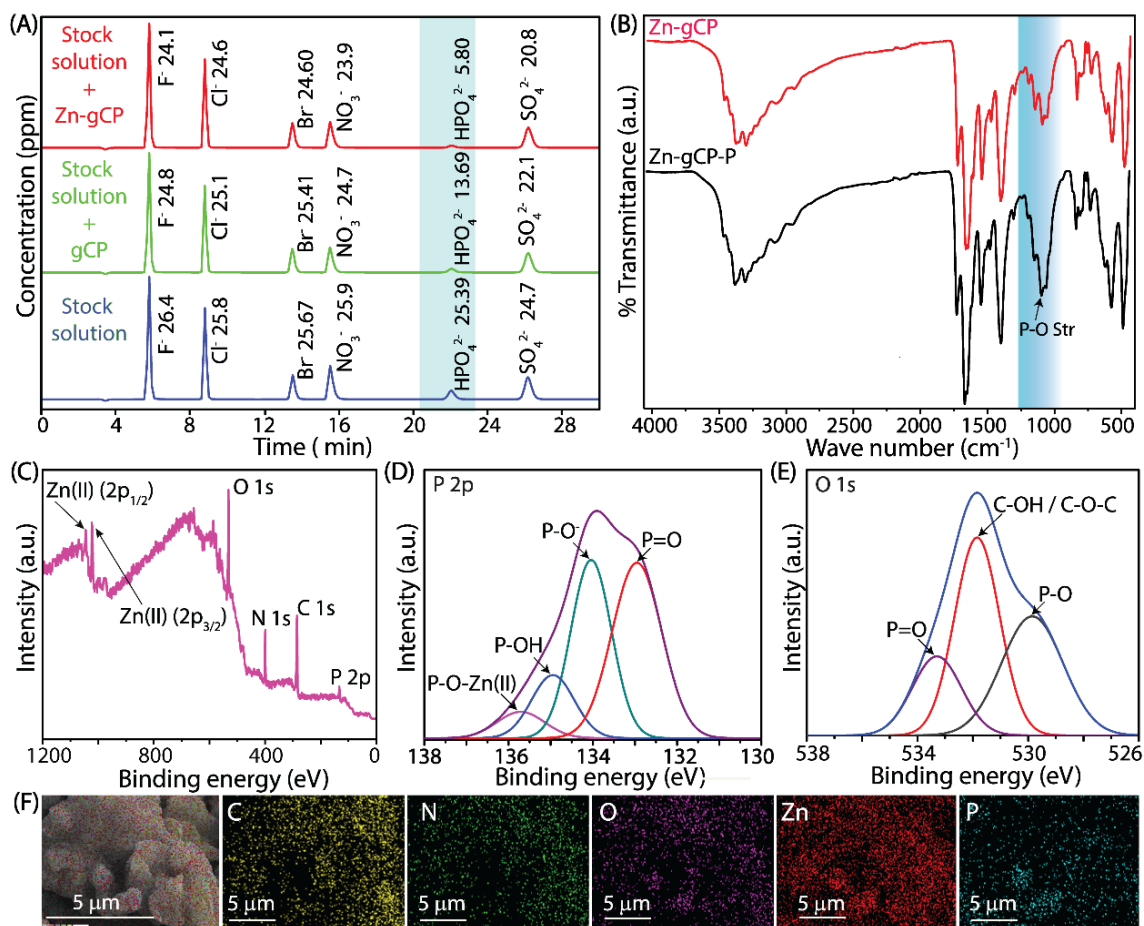 (A)
Concentration (ppm)
Stock
solution
+
Zn-gCP
F⁻ 24.1
Cl⁻ 24.6
Br⁻ 24.60
NO₃⁻ 23.9
HPO₄²⁻ 5.80
SO₄²⁻ 20.8
Stock
solution
+
gCP
F⁻ 24.8
Cl⁻ 25.1
Br⁻ 25.41
NO₃⁻ 24.7
HPO₄²⁻ 13.69
SO₄²⁻ 22.1
Stock
solution
F⁻ 26.4
Cl⁻ 25.8
Br⁻ 25.67
NO₃⁻ 25.9
HPO₄²⁻ 25.39
SO₄²⁻ 24.7
0 4 8 12 16 20 24 28
Time ( min)
(B)
% Transmittance (a.u.)
Zn-gCP
Zn-gCP-P
P-O Str
4000 3500 3000 2500 2000 1500 1000 500
Wave number (cm⁻¹)
(C)
Intensity (a.u.)
Zn(II) (2p₁/₂)
Zn(II) (2p₃/₂)
O 1s
N 1s
C 1s
P 2p
1200 800 400 0
Binding energy (eV)
(D)
Intensity (a.u.)
P 2p
P-O⁻
P=O
P-OH
P-O-Zn(II)
138 136 134 132 130
Binding energy (eV)
(E)
Intensity (a.u.)
O 1s
C-OH / C-O-C
P-O
P=O
538 534 530 526
Binding energy (eV)
(F)
5 μm
C
5 μm
N
5 μm
O
5 μm
Zn
5 μm
P
5 μm